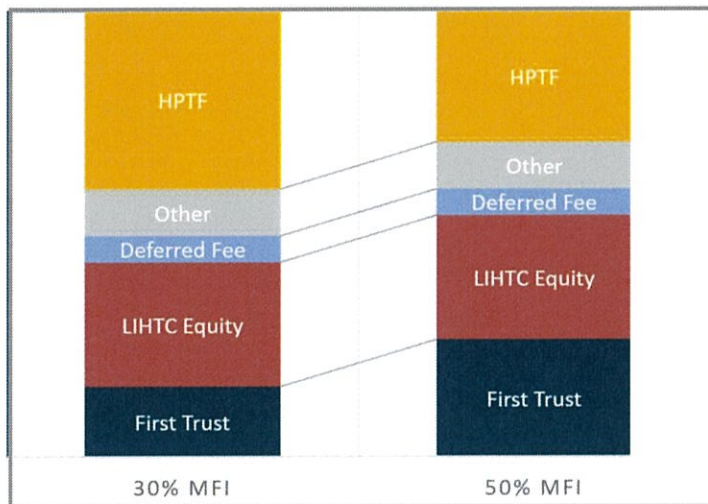 HPTF
Other
Deferred Fee
LIHTC Equity
First Trust
30% MFI
HPTF
Other
Deferred Fee
LIHTC Equity
First Trust
50% MFI